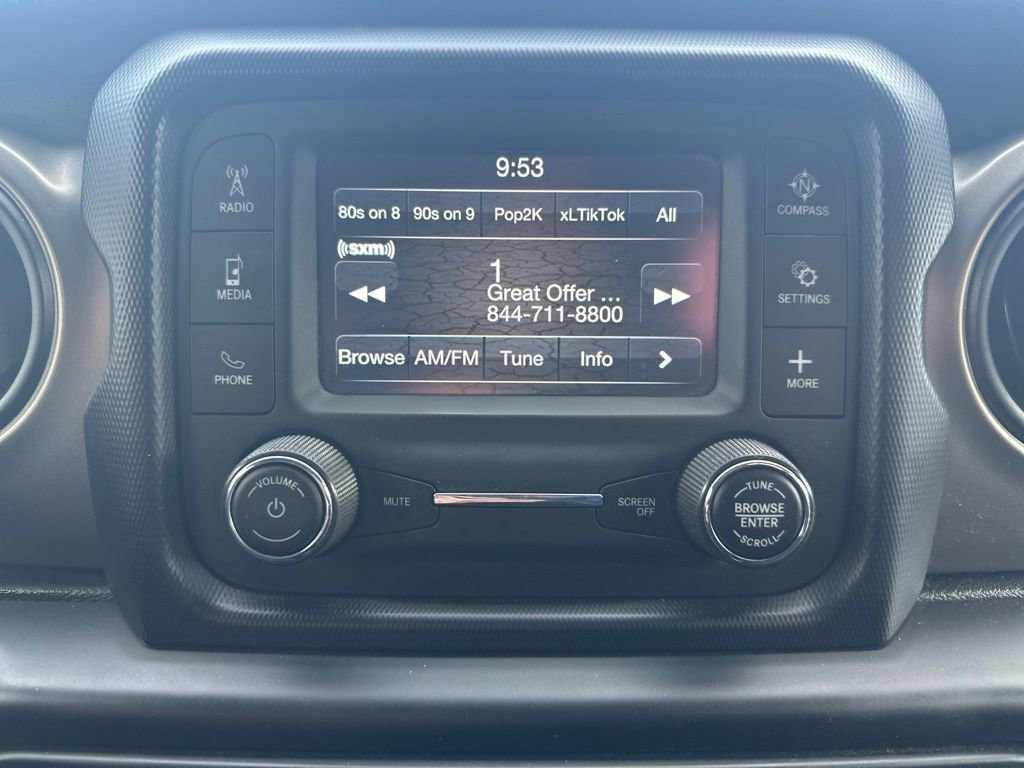 9:53
80s on 8 90s on 9 Pop2K xLTikTok All
((sxm))
1
Great Offer ...
844-711-8800
Browse AM/FM Tune Info >
RADIO
MEDIA
PHONE
N
COMPASS
SETTINGS
+
MORE
VOLUME
MUTE
SCREEN
OFF
TUNE
BROWSE
ENTER
SCROLL